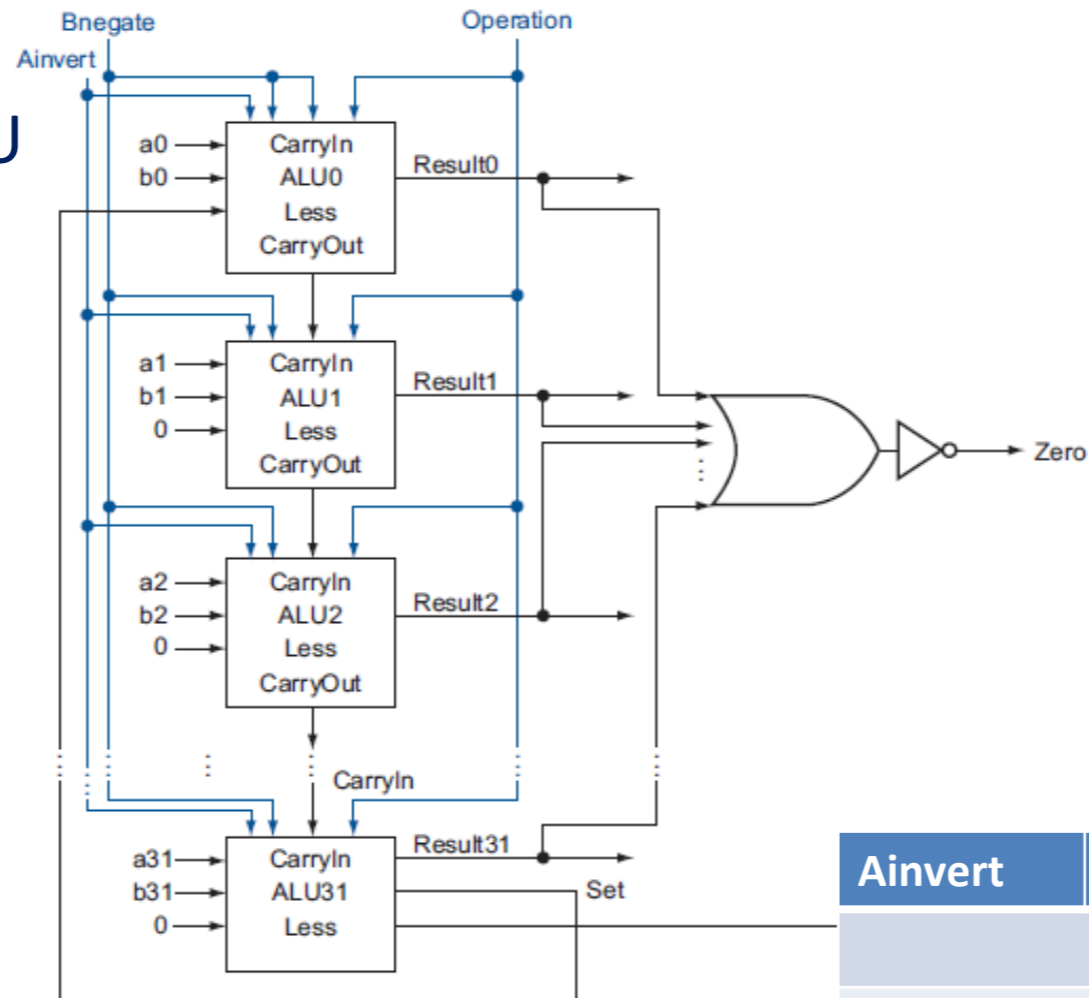 Bnegate
Operation
Ainvert
U
a0
b0
CarryIn
ALU0
Less
CarryOut
Result0
a1
b1
0
CarryIn
ALU1
Less
CarryOut
Result1
Zero
a2
b2
0
CarryIn
ALU2
Less
CarryOut
Result2
CarryIn
a31
b31
0
CarryIn
ALU31
Less
Result31
Set
Ainvert